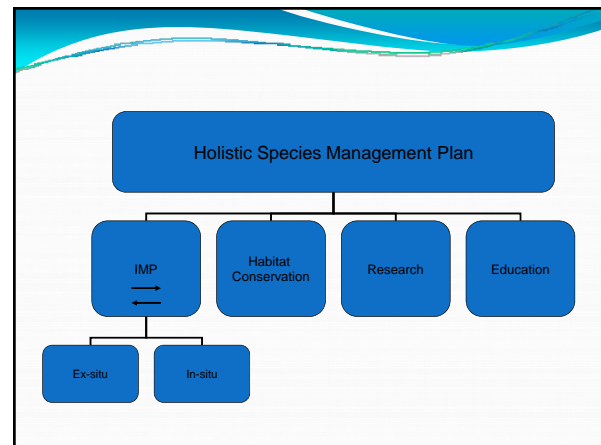 Holistic Species Management Plan
IMP
Habitat
Conservation
Research
Education
Ex-situ
In-situ